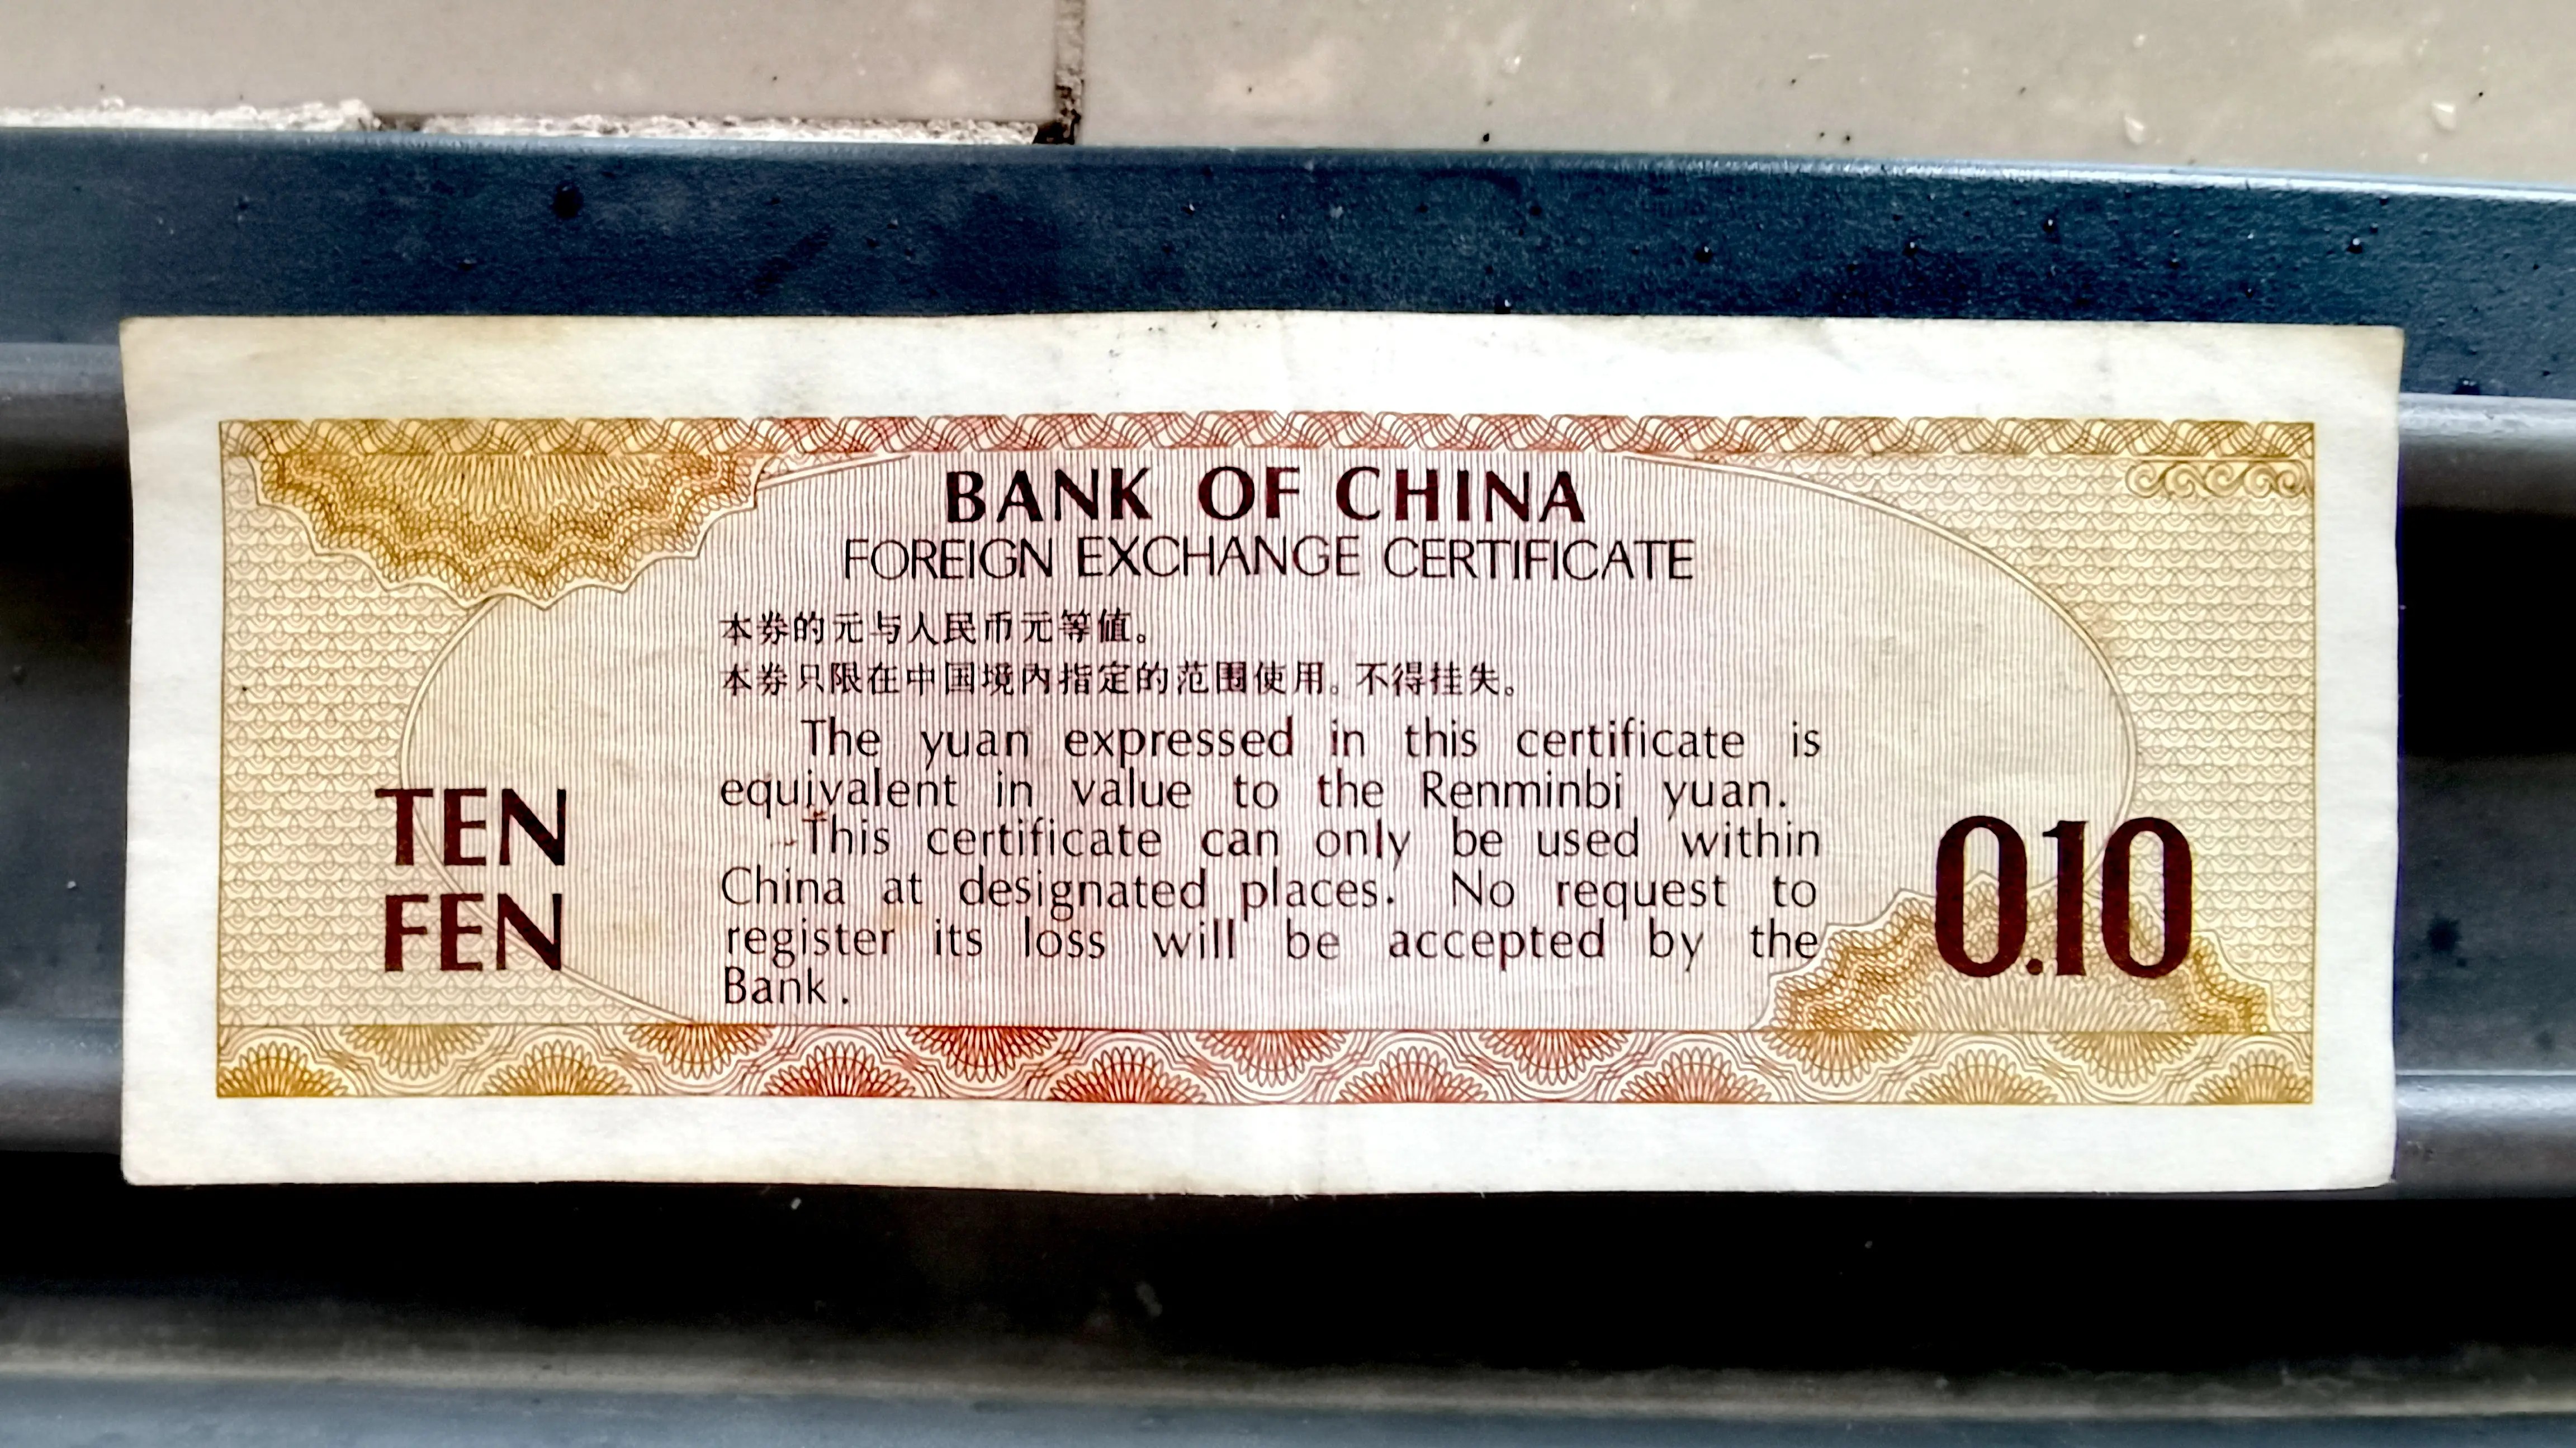 BANK OF CHINA
FOREIGN EXCHANGE CERTIFICATE
本券的元与人民币元等值。
本券只限在中国境内指定的范围使用。不得挂失。
The yuan expressed in this certificate is
equivalent in value to the Renminbi yuan.
This certificate can only be used within
China at designated places. No request to
register its loss will be accepted by the
Bank.
TEN
FEN
0.10